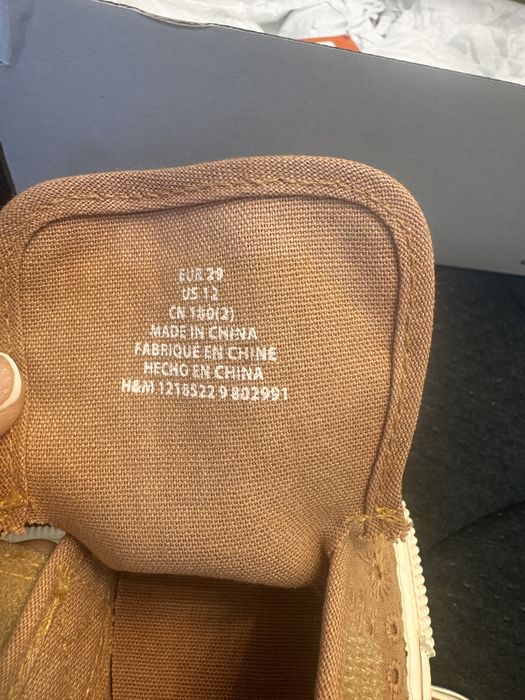 EUR 29
US 12
CN 180(2)
MADE IN CHINA
FABRIQUE EN CHINE
HECHO EN CHINA
H&M 1218522 9 802991